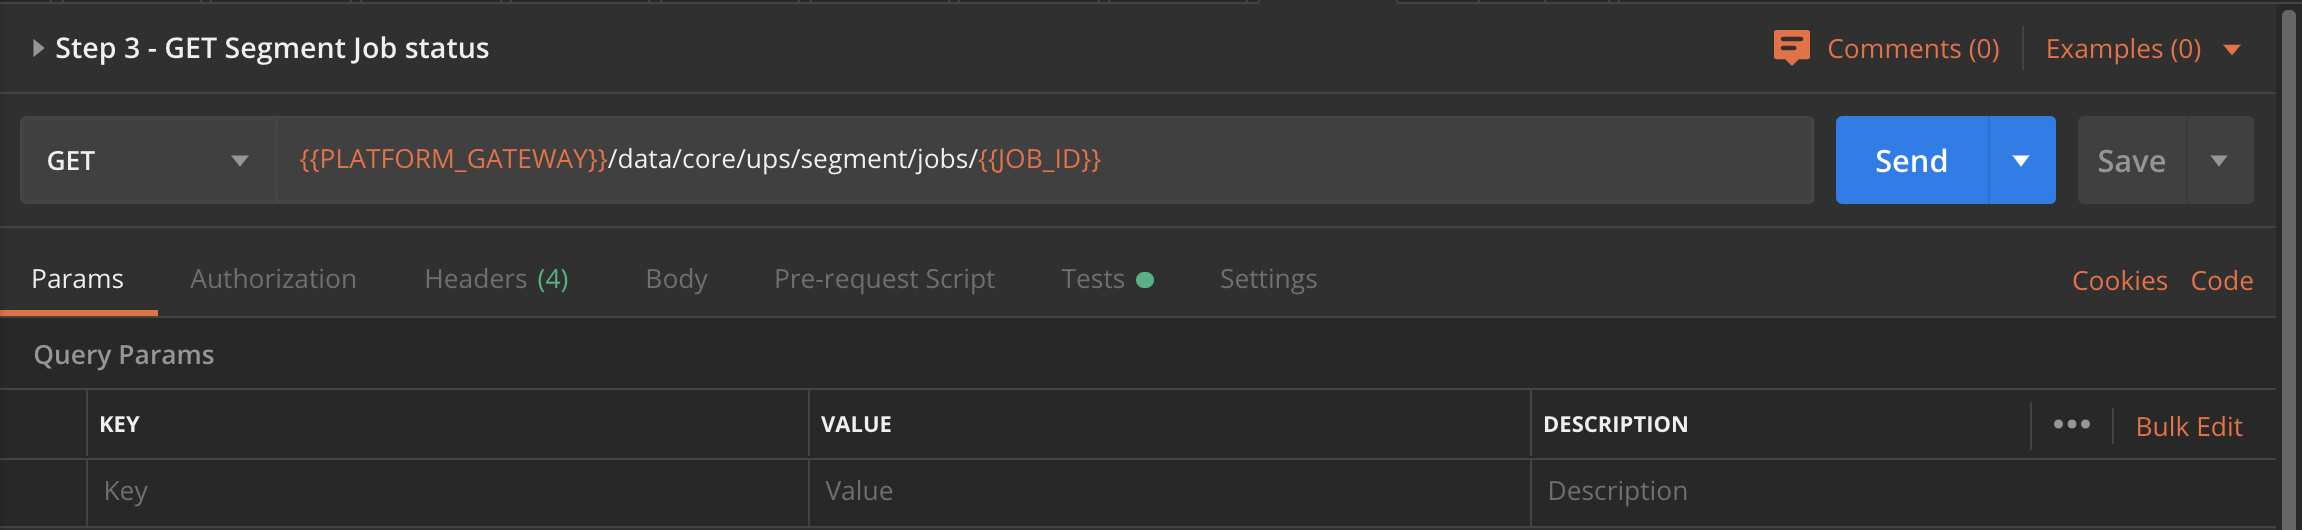 Step 3 - GET Segment Job status
Comments (0)
Examples (0)
GET
{{PLATFORM_GATEWAY}}/data/core/ups/segment/jobs/{{JOB_ID}}
Send
Save
Params
Authorization
Headers (4)
Body
Pre-request Script
Tests
Settings
Cookies
Code
Query Params
KEY
VALUE
DESCRIPTION
Bulk Edit
Key
Value
Description